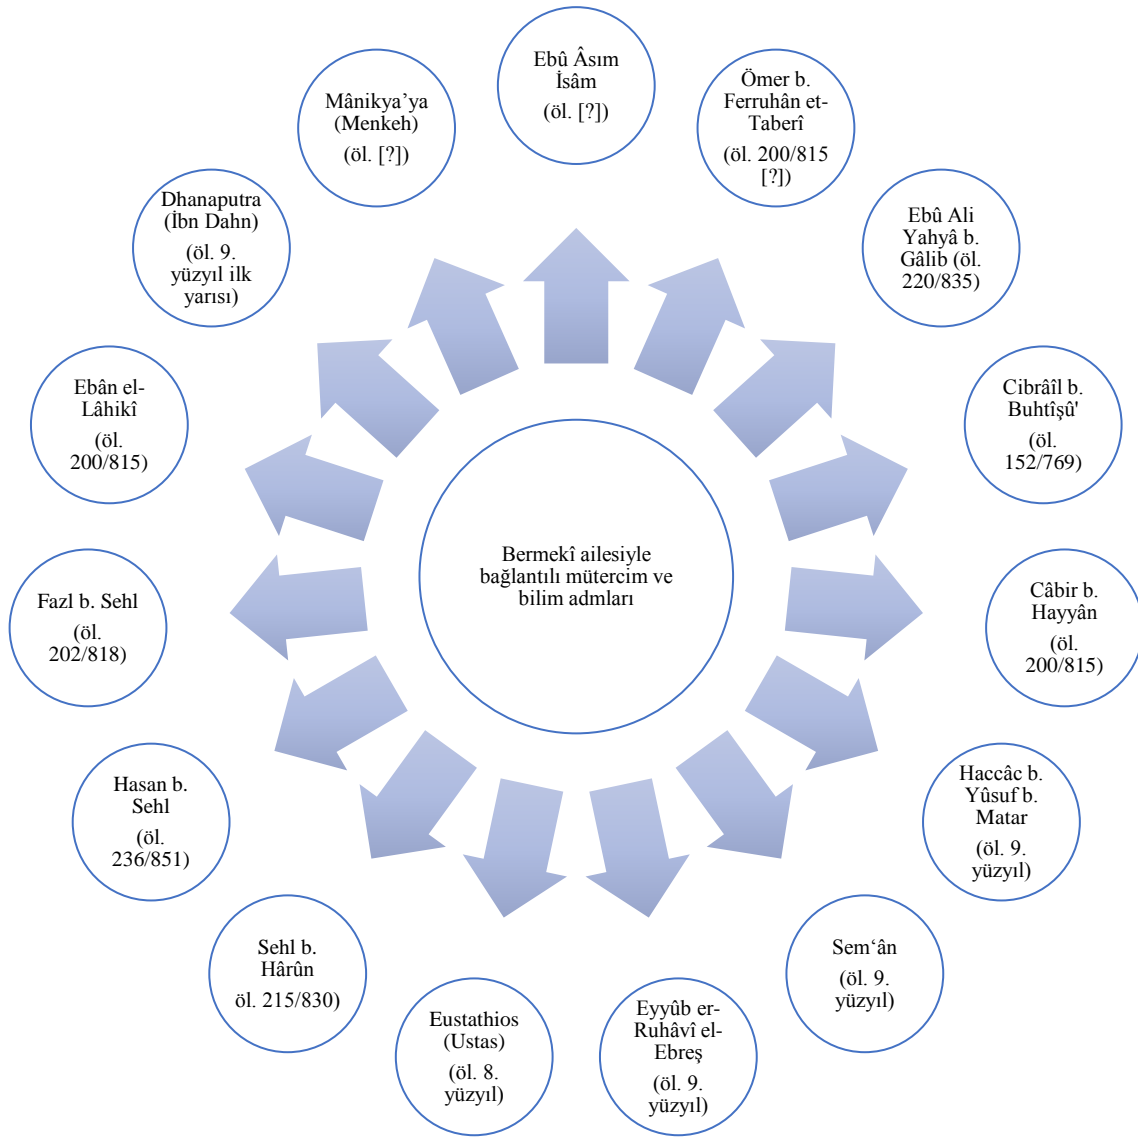 Ebû Âsım
İsâm
(öl. [?])
Ömer b.
Ferruhân et-
Taberî
(öl. 200/815
[?])
Ebû Ali
Yahyâ b.
Gâlib (öl.
220/835)
Cibrâîl b.
Buhtîşû'
(öl.
152/769)
Câbir b.
Hayyân
(öl.
200/815)
Haccâc b.
Yûsuf b.
Matar
(öl. 9.
yüzyıl)
Sem‘ân
(öl. 9.
yüzyıl)
Eyyûb er-
Ruhâvî el-
Ebreş
(öl. 9.
yüzyıl)
Eustathios
(Ustas)
(öl. 8.
yüzyıl)
Sehl b.
Hârûn
öl. 215/830)
Hasan b.
Sehl
(öl.
236/851)
Fazl b. Sehl
(öl.
202/818)
Ebân el-
Lâhikî
(öl.
200/815)
Dhanaputra
(İbn Dahn)
(öl. 9.
yüzyıl ilk
yarısı)
Mânikya’ya
(Menkeh)
(öl. [?])
Bermekî ailesiyle
bağlantılı mütercim ve
bilim admları